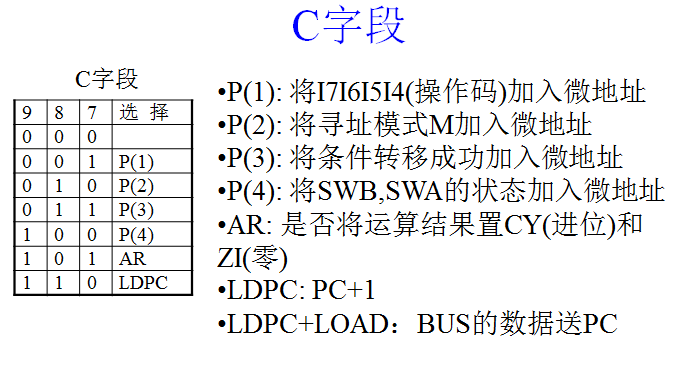 C字段
C字段
9 8 7 选 择
0 0 0
0 0 1 P(1)
0 1 0 P(2)
0 1 1 P(3)
1 0 0 P(4)
1 0 1 AR
1 1 0 LDPC
•P(1): 将I7I6I5I4(操作码)加入微地址
•P(2): 将寻址模式M加入微地址
•P(3): 将条件转移成功加入微地址
•P(4): 将SWB,SWA的状态加入微地址
•AR: 是否将运算结果置CY(进位)和
ZI(零)
•LDPC: PC+1
•LDPC+LOAD：BUS的数据送PC